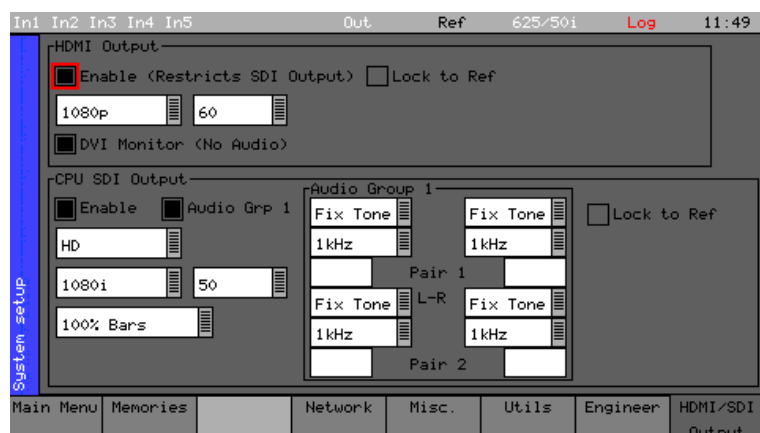 In1 In2 In3 In4 In5 Out Ref 625/50i Log 11:49
HDMI Output
Enable (Restricts SDI Output) Lock to Ref
1080p 60
DVI Monitor (No Audio)
CPU SDI Output
Audio Group 1
Enable Audio Grp 1
Fix Tone Fix Tone
Lock to Ref
HD
1kHz 1kHz
Pair 1
1080i 50
L-R
Fix Tone Fix Tone
100% Bars
1kHz 1kHz
Pair 2
System setup
Main Menu Memories Network Misc. Utils Engineer HDMI/SDI
Output